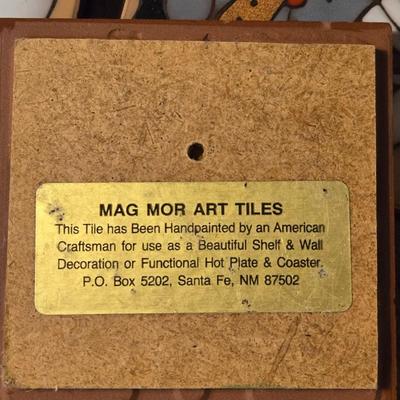 MAG MOR ART TILES
This Tile has Been Handpainted by an American
Craftsman for use as a Beautiful Shelf & Wall
Decoration or Functional Hot Plate & Coaster.
P.O. Box 5202, Santa Fe, NM 87502